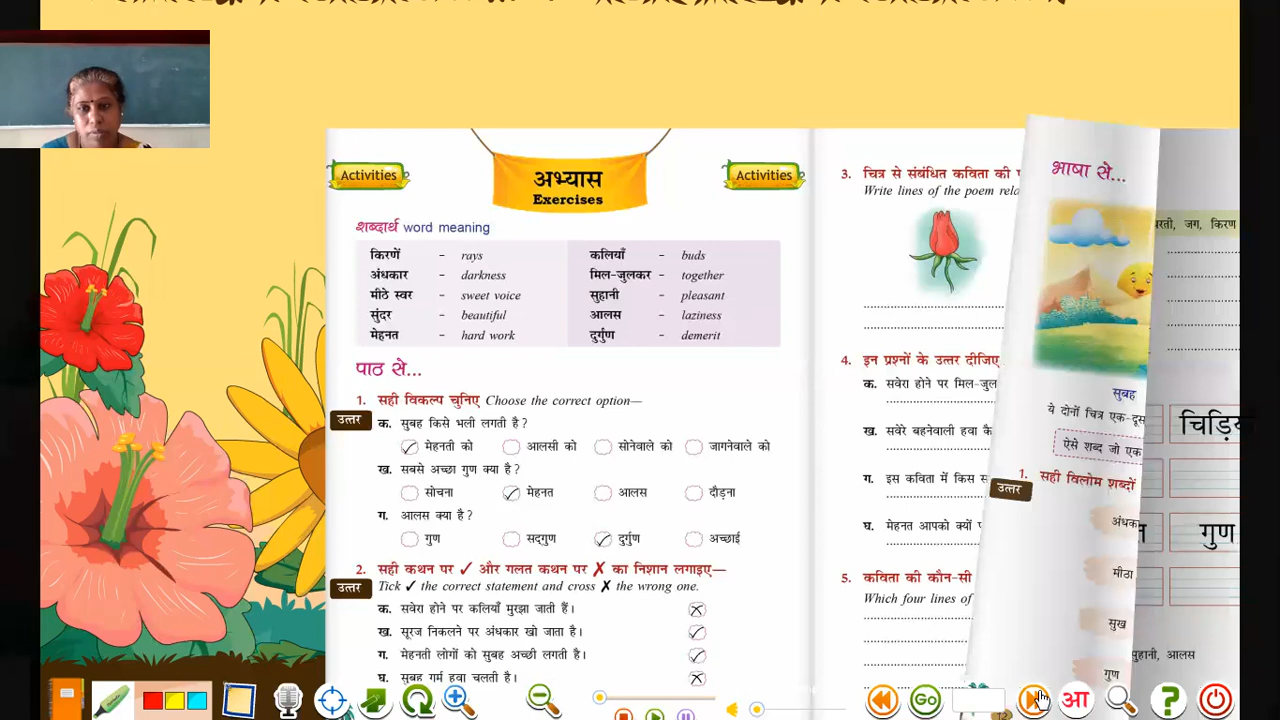 Activities
अभ्यास
Exercises
Activities
शब्दार्थ word meaning
किरणें - rays
अंधकार - darkness
मीठे स्वर - sweet voice
सुंदर - beautiful
मेहनत - hard work
कलियाँ - buds
मिल-जुलकर - together
सुहानी - pleasant
आलस - laziness
दुर्गुण - demerit
पाठ से...
1. सही विकल्प चुनिए Choose the correct option—
उत्तर
क. सुबह किसे भली लगती है?
मेहनती को आलसी को सोनेवाले को जागनेवाले को
ख. सबसे अच्छा गुण क्या है?
सोचना मेहनत आलस दौड़ना
ग. आलस क्या है?
गुण सद्गुण दुर्गुण अच्छाई
2. सही कथन पर ✓ और गलत कथन पर ✗ का निशान लगाइए—
उत्तर
Tick ✓ the correct statement and cross ✗ the wrong one.
क. सवेरा होने पर कलियाँ मुरझा जाती हैं।
ख. सूरज निकलने पर अंधकार खो जाता है।
ग. मेहनती लोगों को सुबह अच्छी लगती है।
घ. सुबह गर्म हवा चलती है।
3. चित्र से संबंधित कविता की
Write lines of the poem rela
4. इन प्रश्नों के उत्तर दीजिए
क. सवेरा होने पर मिल-जुल
ख. सवेरे बहनेवाली हवा कै
ग. इस कविता में किस
घ. मेहनत आपको क्यों
5. कविता की कौन-सी
Which four lines of
भाषा से...
सुबह
ये दोनों चित्र एक-दूस
ऐसे शब्द जो एक
1. सही विलोम शब्दों
उत्तर
अंधक
मीठा
सुख
गुण
रती, जग, किरण
चिड़िय
गुण
सुहानी, आलस
Go
आ
?